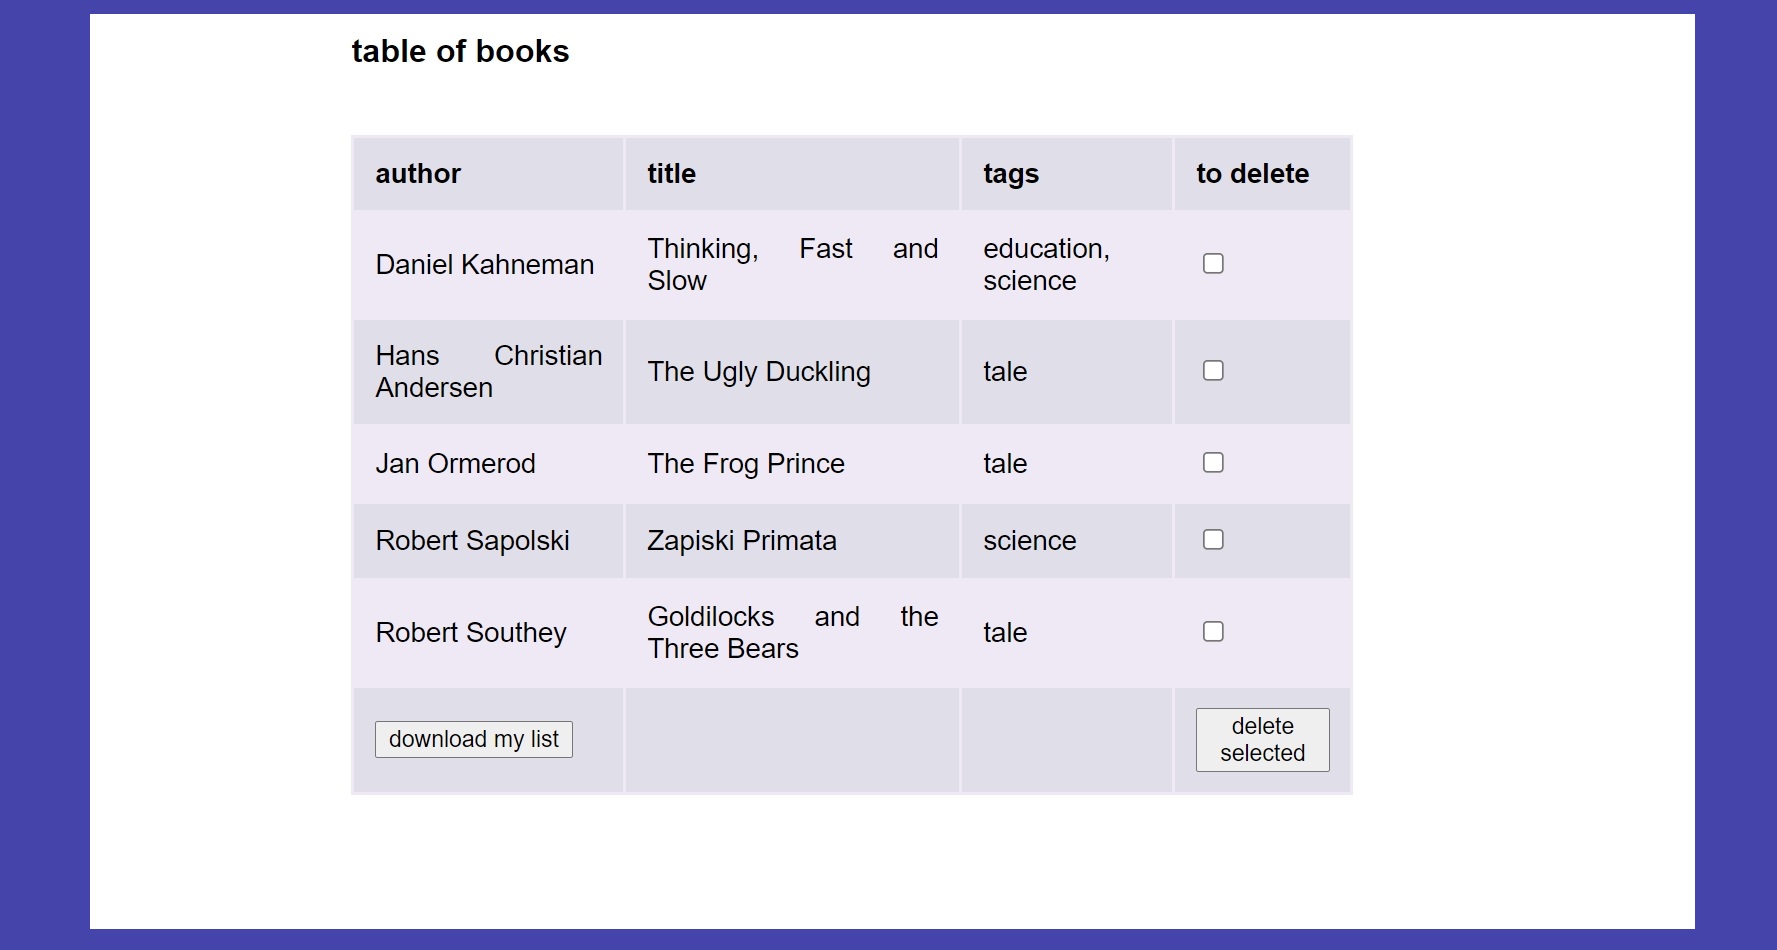 table of books
author title tags to delete
Daniel Kahneman
Thinking, Fast and
Slow
education,
science
Hans Christian
Andersen
The Ugly Duckling
tale
Jan Ormerod
The Frog Prince
tale
Robert Sapolski
Zapiski Primata
science
Robert Southey
Goldilocks and the
Three Bears
tale
download my list
delete
selected